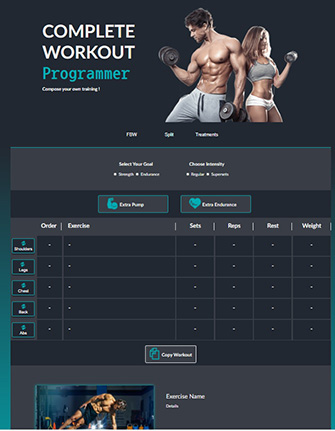 COMPLETE
WORKOUT
Programmer
Compose your own training !
FBW Split Treatments
Select Your Goal Choose Intensity
Strength Endurance Regular Supersets
Extra Pump Extra Endurance
Order Exercise Sets Reps Rest Weight
Shoulders - - - - - -
Legs - - - - - -
Chest - - - - - -
Back - - - - - -
Abs - - - - - -
Copy Workout
Exercise Name
Details